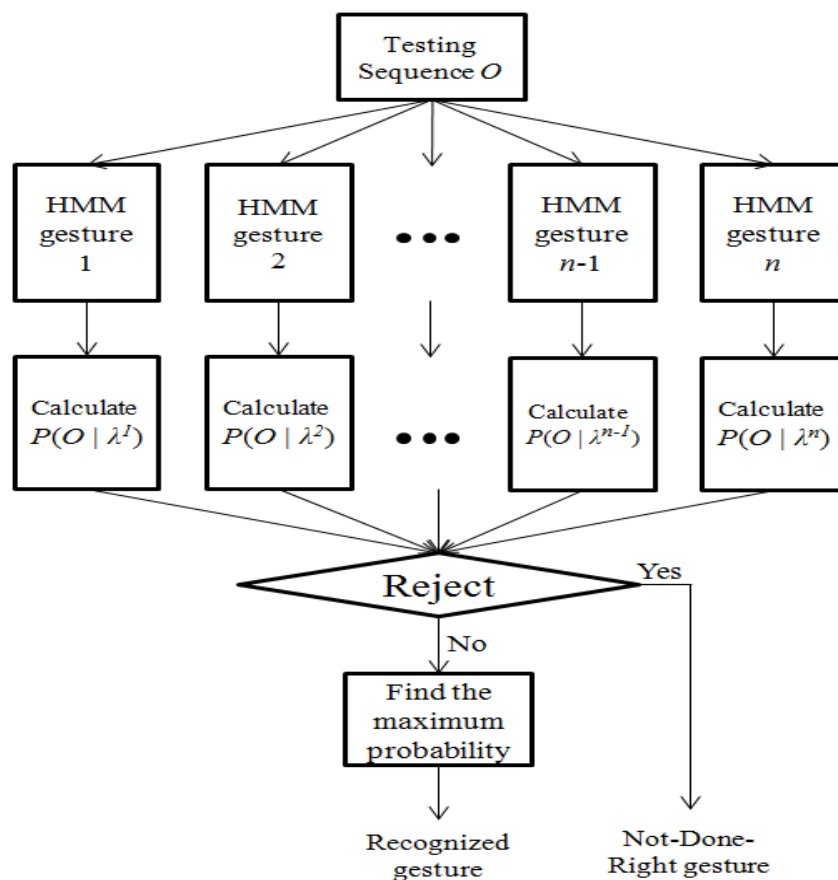 Testing
Sequence O
HMM
gesture
1
HMM
gesture
2
HMM
gesture
n-1
HMM
gesture
n
Calculate
P(O | λ¹)
Calculate
P(O | λ²)
Calculate
P(O | λⁿ⁻¹)
Calculate
P(O | λⁿ)
Reject
Yes
No
Find the
maximum
probability
Recognized
gesture
Not-Done-
Right gesture